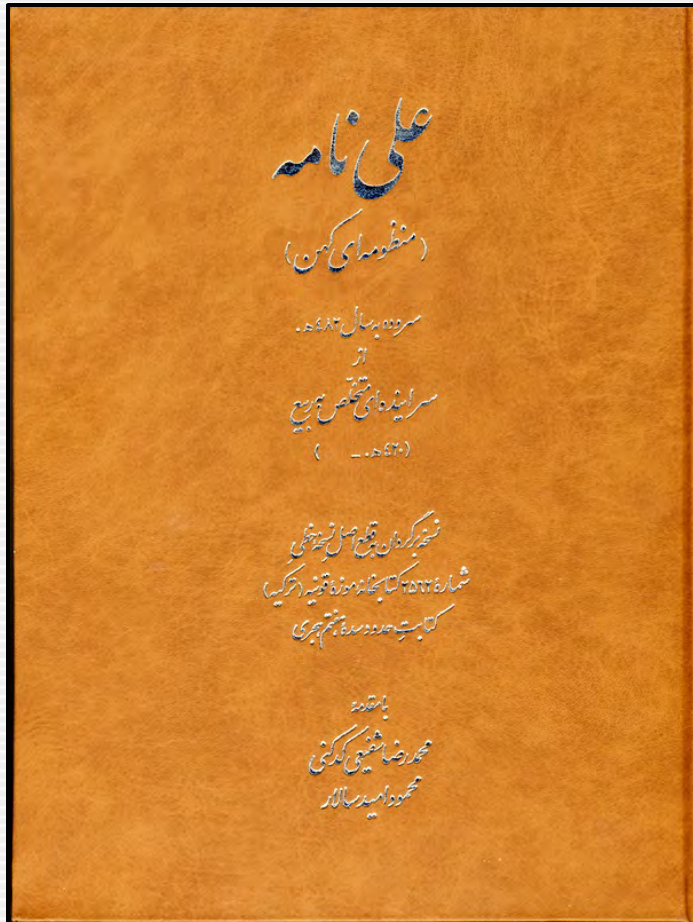 علی نامه
(منظومه‌ای کهن)
سروده به سال ۴۸۲ ه‍.
از
سراینده‌ای متخلّص به ربیع
(۴۲۰ ه‍. – )
نسخه برگردان به قطع اصل نسخه خطی
شمارهٔ ۲۵۶۲ کتابخانه موزه قونیه (ترکیه)
کتابتِ حدود سدهٔ هفتم هجری
با مقدمهٔ
محمدرضا شفیعی کدکنی
محمود امیدسالار